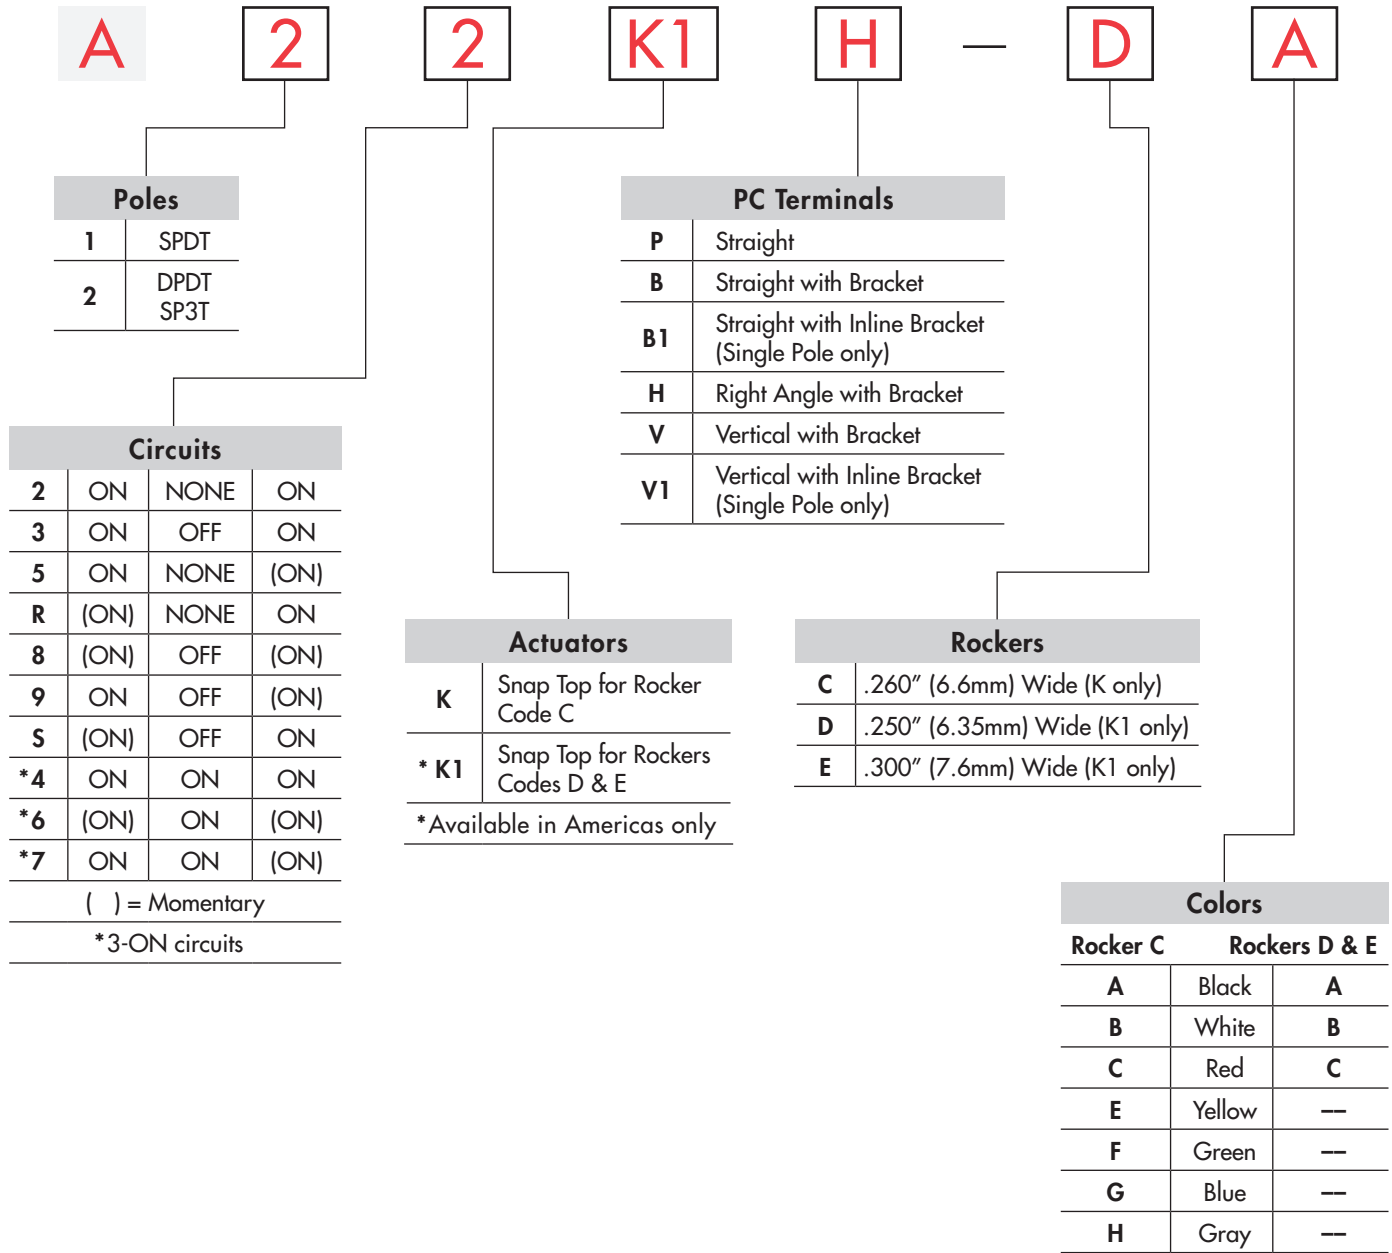 A 2 2 K1 H — D A
Poles
1 SPDT
2 DPDT
SP3T
PC Terminals
P Straight
B Straight with Bracket
B1 Straight with Inline Bracket
(Single Pole only)
H Right Angle with Bracket
V Vertical with Bracket
V1 Vertical with Inline Bracket
(Single Pole only)
Circuits
2 ON NONE ON
3 ON OFF ON
5 ON NONE (ON)
R (ON) NONE ON
8 (ON) OFF (ON)
9 ON OFF (ON)
S (ON) OFF ON
*4 ON ON ON
*6 (ON) ON (ON)
*7 ON ON (ON)
( ) = Momentary
*3-ON circuits
Actuators
K Snap Top for Rocker
Code C
* K1 Snap Top for Rockers
Codes D & E
*Available in Americas only
Rockers
C .260” (6.6mm) Wide (K only)
D .250” (6.35mm) Wide (K1 only)
E .300” (7.6mm) Wide (K1 only)
Colors
Rocker C Rockers D & E
A Black A
B White B
C Red C
E Yellow —
F Green —
G Blue —
H Gray —